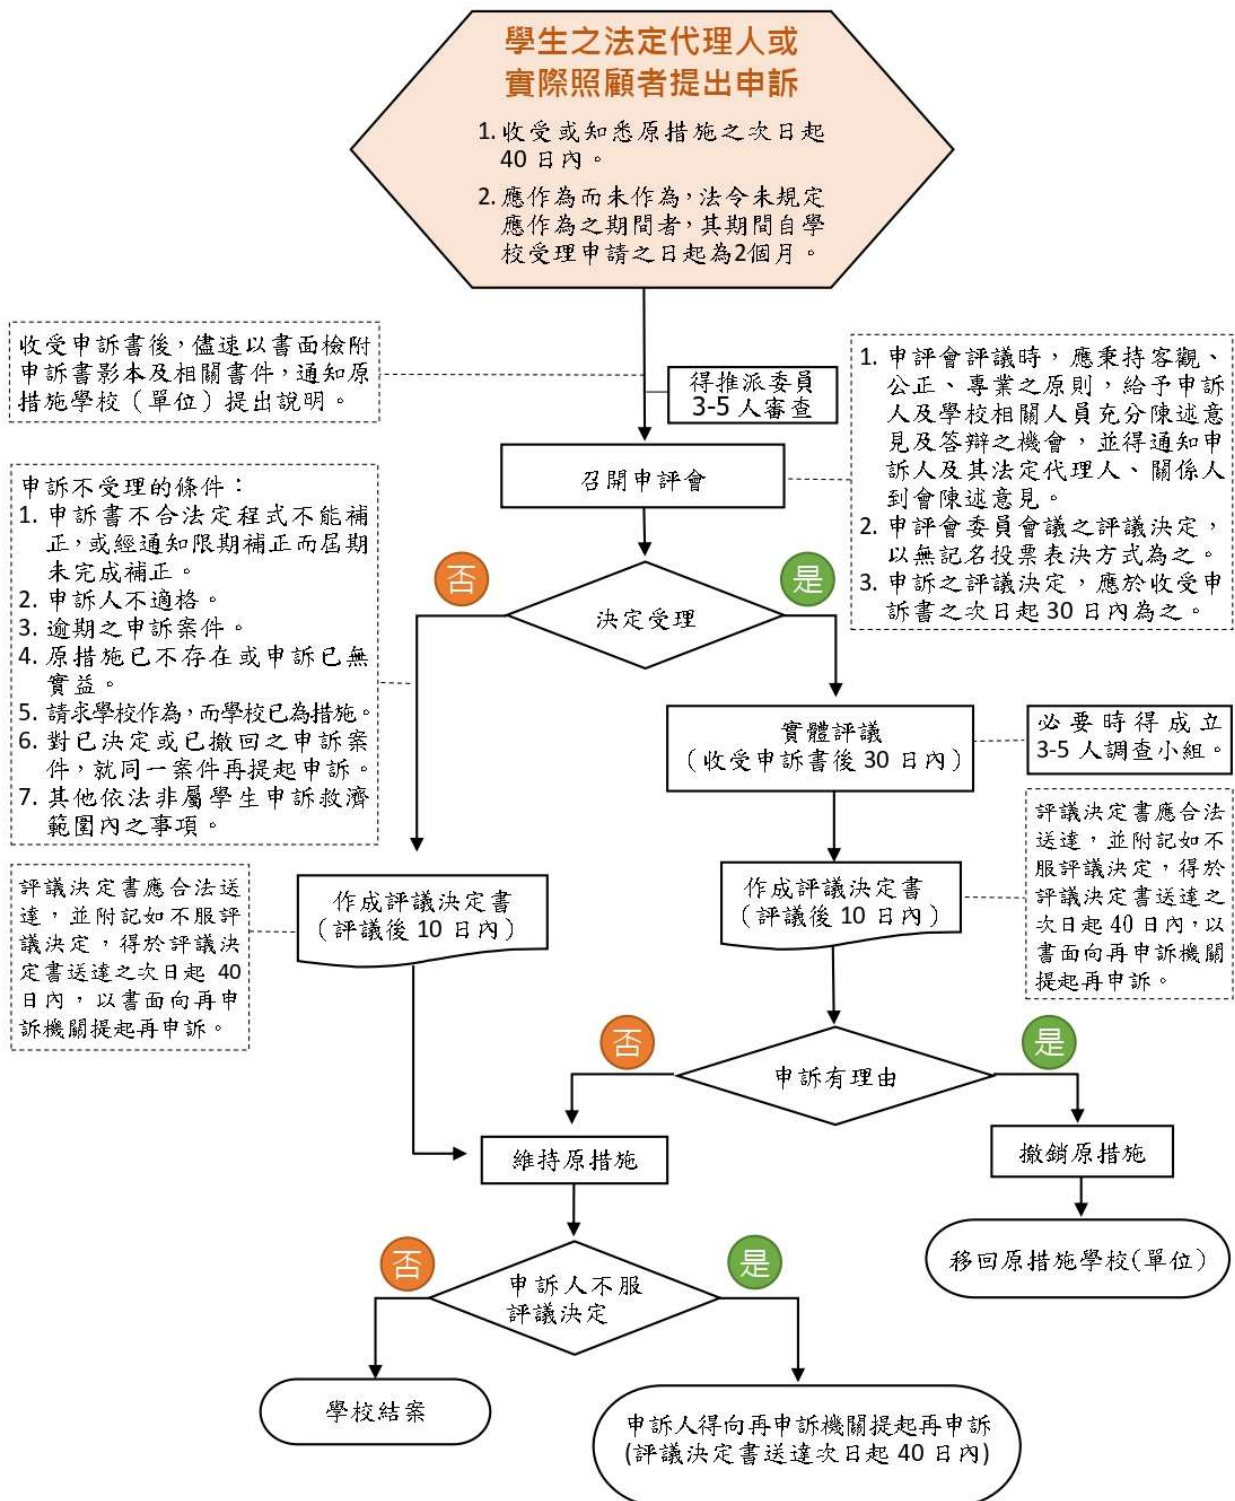 學生之法定代理人或
實際照顧者提出申訴
1. 收受或知悉原措施之次日起
40 日內。
2. 應作為而未作為，法令未規定
應作為之期間者，其期間自學
校受理申請之日起為2個月。
收受申訴書後，儘速以書面檢附
申訴書影本及相關書件，通知原
措施學校（單位）提出說明。
得推派委員
3-5 人審查
1. 申評會評議時，應秉持客觀、
公正、專業之原則，給予申訴
人及學校相關人員充分陳述意
見及答辯之機會，並得通知申
訴人及其法定代理人、關係人
到會陳述意見。
2. 申評會委員會議之評議決定，
以無記名投票表決方式為之。
3. 申訴之評議決定，應於收受申
訴書之次日起 30 日內為之。
召開申評會
申訴不受理的條件：
1. 申訴書不合法定程式不能補
正，或經通知限期補正而屆期
未完成補正。
2. 申訴人不適格。
3. 逾期之申訴案件。
4. 原措施已不存在或申訴已無
實益。
5. 請求學校作為，而學校已為措施。
6. 對已決定或已撤回之申訴案
件，就同一案件再提起申訴。
7. 其他依法非屬學生申訴救濟
範圍內之事項。
否
是
決定受理
實體評議
（收受申訴書後 30 日內）
必要時得成立
3-5 人調查小組。
評議決定書應合法
送達，並附記如不
服評議決定，得於
評議決定書送達之
次日起 40 日內，以
書面向再申訴機關
提起再申訴。
評議決定書應合法送
達，並附記如不服評
議決定，得於評議決
定書送達之次日起 40
日內，以書面向再申
訴機關提起再申訴。
作成評議決定書
（評議後 10 日內）
作成評議決定書
（評議後 10 日內）
否
是
申訴有理由
維持原措施
撤銷原措施
移回原措施學校(單位)
否
是
申訴人不服
評議決定
學校結案
申訴人得向再申訴機關提起再申訴
(評議決定書送達次日起 40 日內)